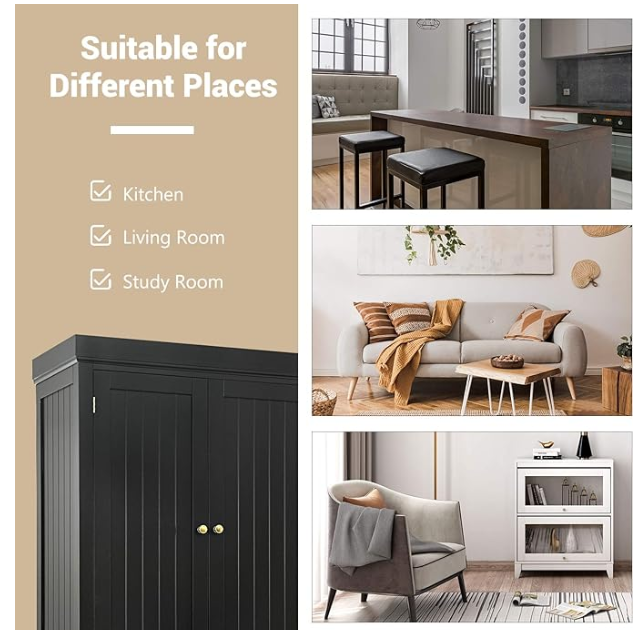 Suitable for
Different Places
Kitchen
Living Room
Study Room